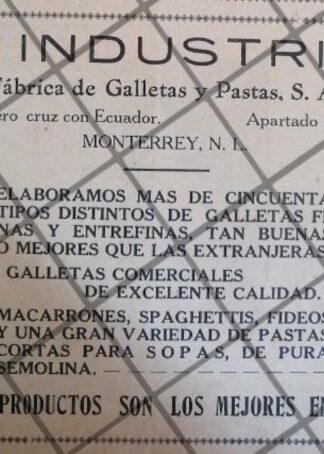 INDUSTRI
Fábrica de Galletas y Pastas, S. A
ero cruz con Ecuador. Apartado
MONTERREY, N. L.
ELABORAMOS MAS DE CINCUENTA
TIPOS DISTINTOS DE GALLETAS FI
NAS Y ENTREFINAS, TAN BUENAS
O MEJORES QUE LAS EXTRANJERAS
GALLETAS COMERCIALES
DE EXCELENTE CALIDAD.
MACARRONES, SPAGHETTIS, FIDEOS
Y UNA GRAN VARIEDAD DE PASTAS
CORTAS PARA SOPAS, DE PURA
SEMOLINA.
PRODUCTOS SON LOS MEJORES EN